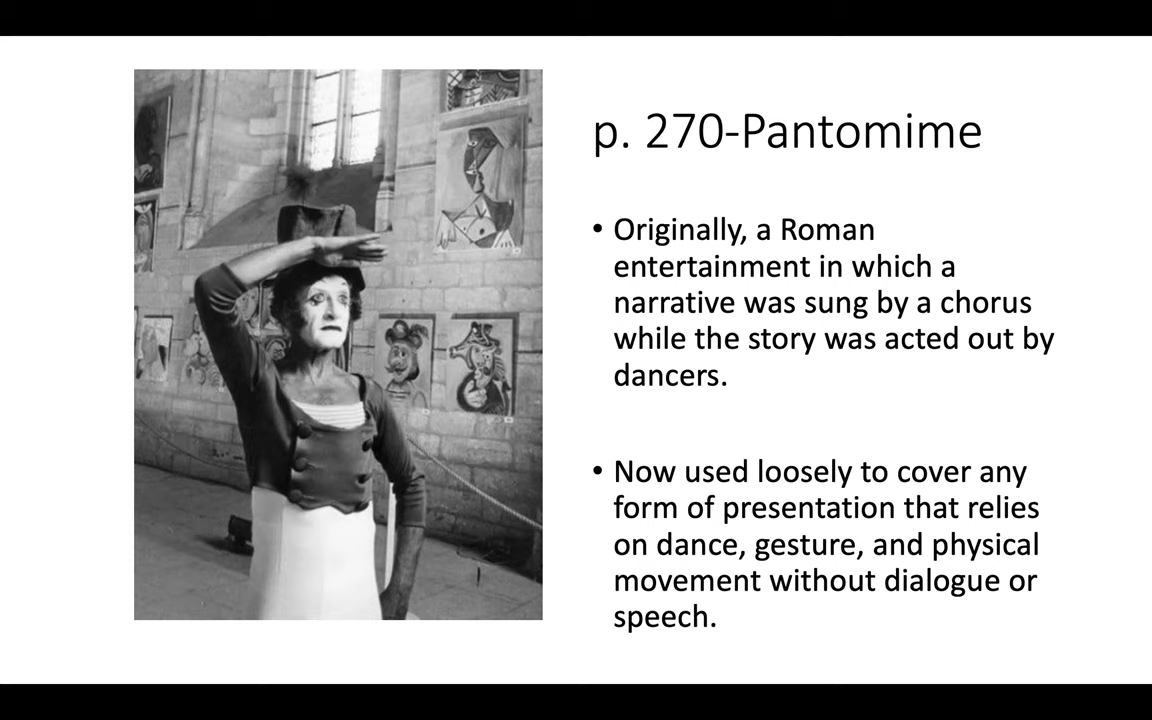 p. 270-Pantomime
• Originally, a Roman
entertainment in which a
narrative was sung by a chorus
while the story was acted out by
dancers.
• Now used loosely to cover any
form of presentation that relies
on dance, gesture, and physical
movement without dialogue or
speech.